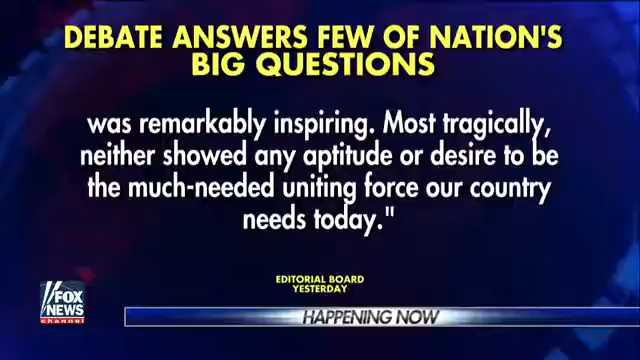 DEBATE ANSWERS FEW OF NATION'S
BIG QUESTIONS
was remarkably inspiring. Most tragically,
neither showed any aptitude or desire to be
the much-needed uniting force our country
needs today."
EDITORIAL BOARD
YESTERDAY
FOX
NEWS
channel
HAPPENING NOW